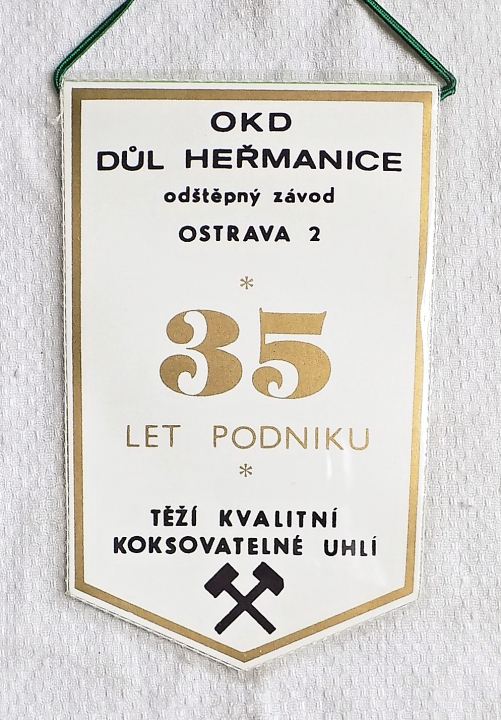 OKD
DŮL HEŘMANICE
odštěpný závod
OSTRAVA 2
*
35
LET PODNIKU
*
TĚŽÍ KVALITNÍ
KOKSOVATELNÉ UHLÍ